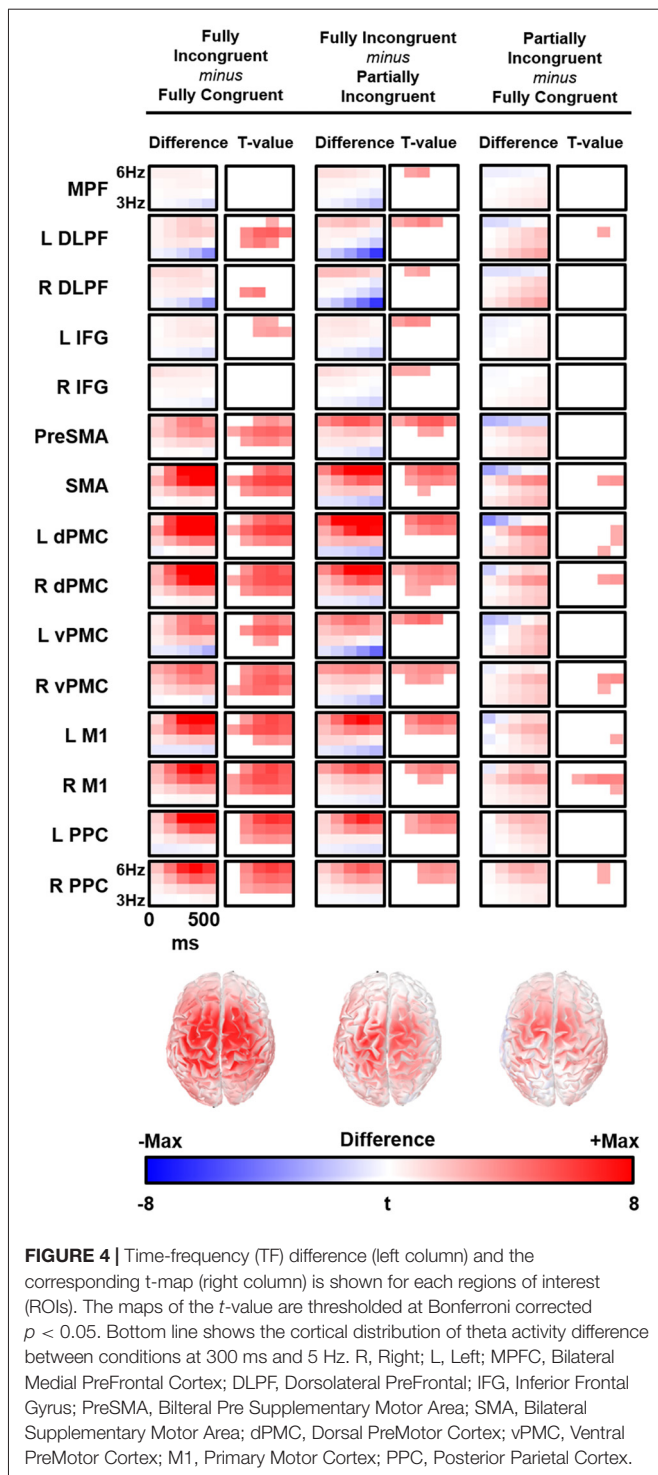 Fully Incongruent minus Fully Congruent
Fully Incongruent minus Partially Incongruent
Partially Incongruent minus Fully Congruent
Difference T-value Difference T-value Difference T-value
6Hz
MPF
3Hz
L DLPF
R DLPF
L IFG
R IFG
PreSMA
SMA
L dPMC
R dPMC
L vPMC
R vPMC
L M1
R M1
L PPC
6Hz
R PPC
3Hz
0 500
ms
-Max Difference +Max
-8 t 8
FIGURE 4 | Time-frequency (TF) difference (left column) and the
corresponding t-map (right column) is shown for each regions of interest
(ROIs). The maps of the t-value are thresholded at Bonferroni corrected
p < 0.05. Bottom line shows the cortical distribution of theta activity difference
between conditions at 300 ms and 5 Hz. R, Right; L, Left; MPFC, Bilateral
Medial PreFrontal Cortex; DLPF, Dorsolateral PreFrontal; IFG, Inferior Frontal
Gyrus; PreSMA, Bilteral Pre Supplementary Motor Area; SMA, Bilateral
Supplementary Motor Area; dPMC, Dorsal PreMotor Cortex; vPMC, Ventral
PreMotor Cortex; M1, Primary Motor Cortex; PPC, Posterior Parietal Cortex.